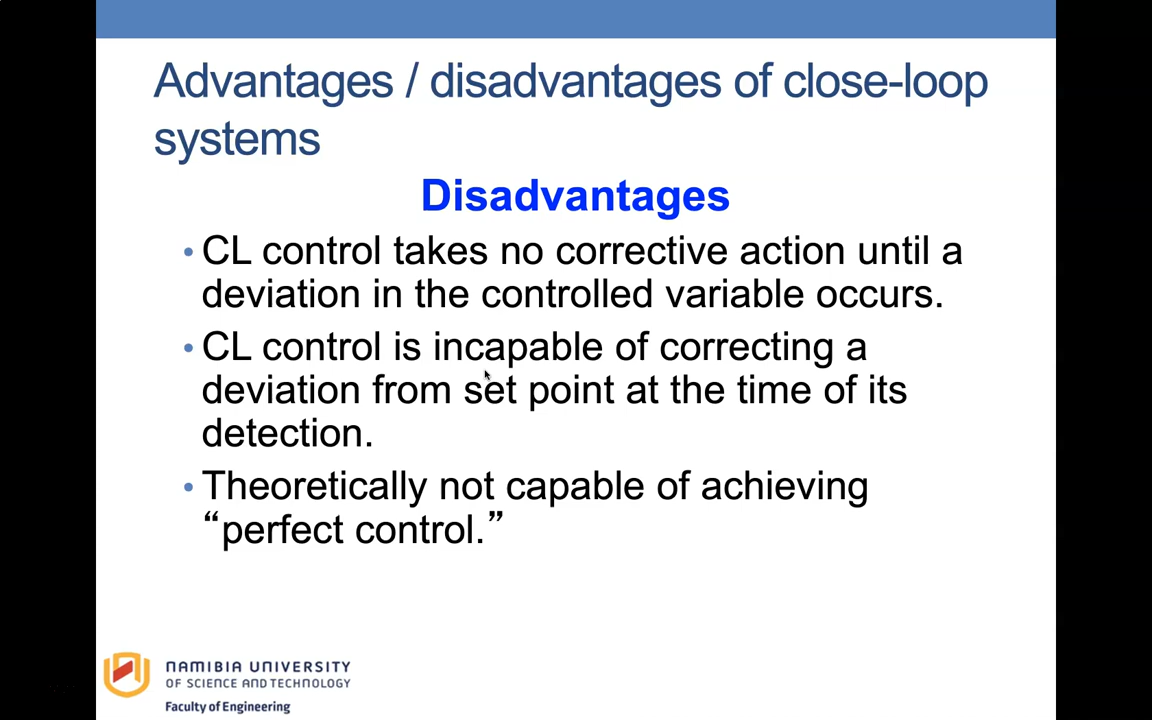 Advantages / disadvantages of close-loop
systems
Disadvantages
• CL control takes no corrective action until a
deviation in the controlled variable occurs.
• CL control is incapable of correcting a
deviation from set point at the time of its
detection.
• Theoretically not capable of achieving
“perfect control.”
NAMIBIA UNIVERSITY
OF SCIENCE AND TECHNOLOGY
Faculty of Engineering